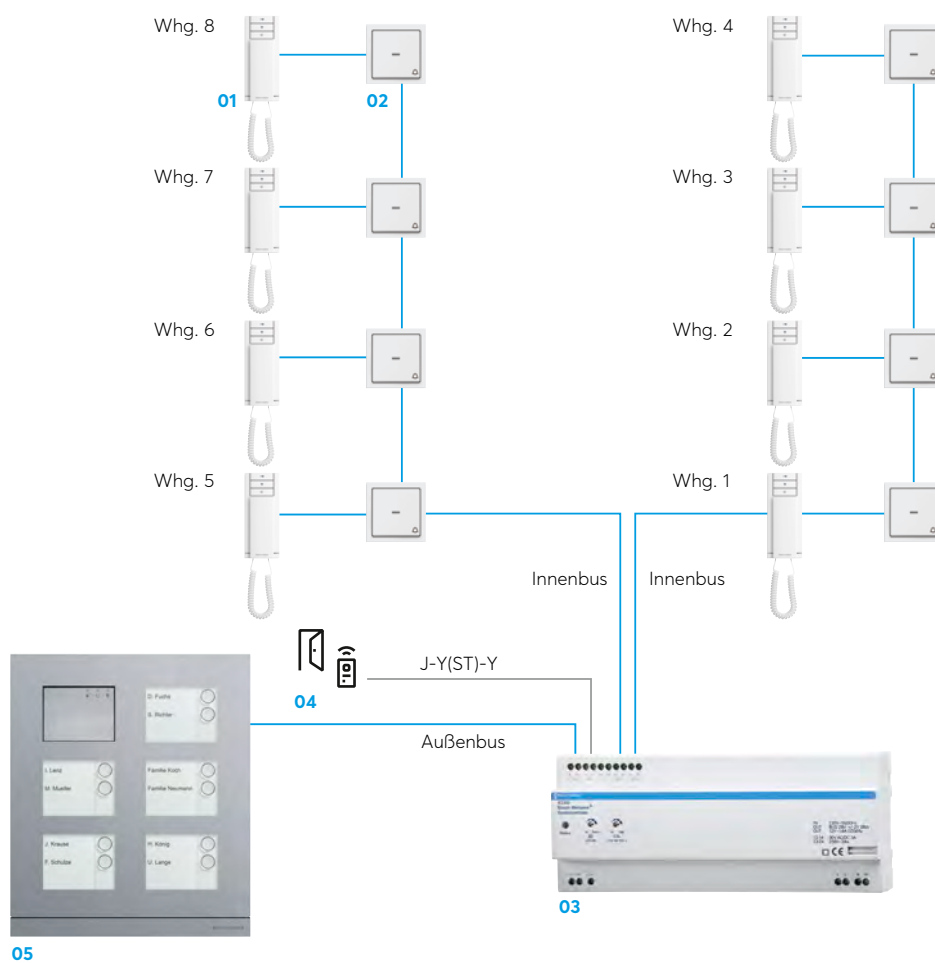 Whg. 8
Whg. 4
01
02
Whg. 7
Whg. 3
Whg. 6
Whg. 2
Whg. 5
Whg. 1
Innenbus
Innenbus
J-Y(ST)-Y
04
Außenbus
D. Fuchs
S. Richter
I. Lenz
Familie Koch
M. Mueller
Familie Neumann
J. Krause
H. König
F. Schulze
U. Lange
03
05